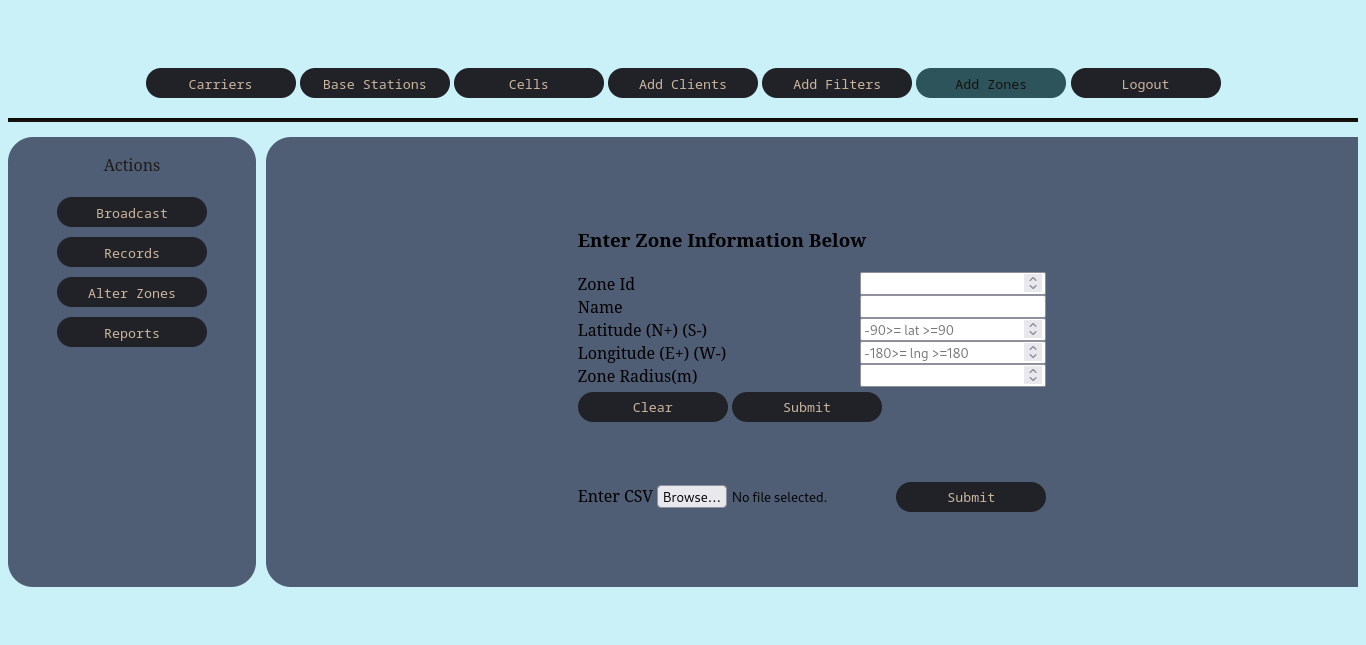 Carriers Base Stations Cells Add Clients Add Filters Add Zones Logout
Actions
Broadcast
Records
Alter Zones
Reports
Enter Zone Information Below
Zone Id
Name
Latitude (N+) (S-) -90>= lat >=90
Longitude (E+) (W-) -180>= lng >=180
Zone Radius(m)
Clear Submit
Enter CSV Browse... No file selected. Submit